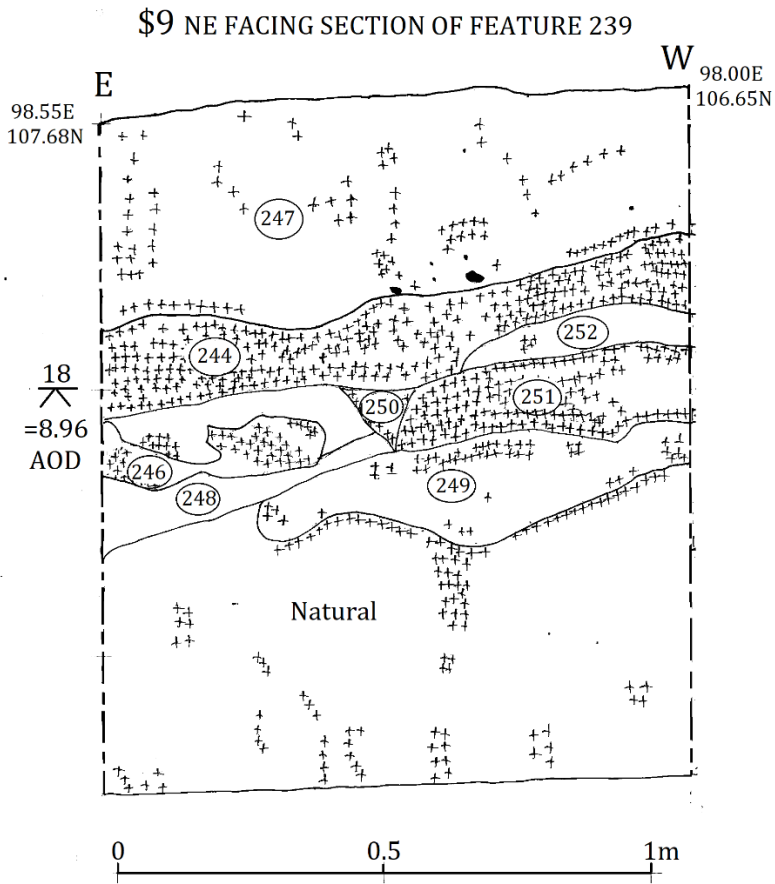 $9 NE FACING SECTION OF FEATURE 239
E
W
98.00E
106.65N
98.55E
107.68N
247
252
244
18
=8.96
AOD
250
251
246
248
249
Natural
0 0.5 1m